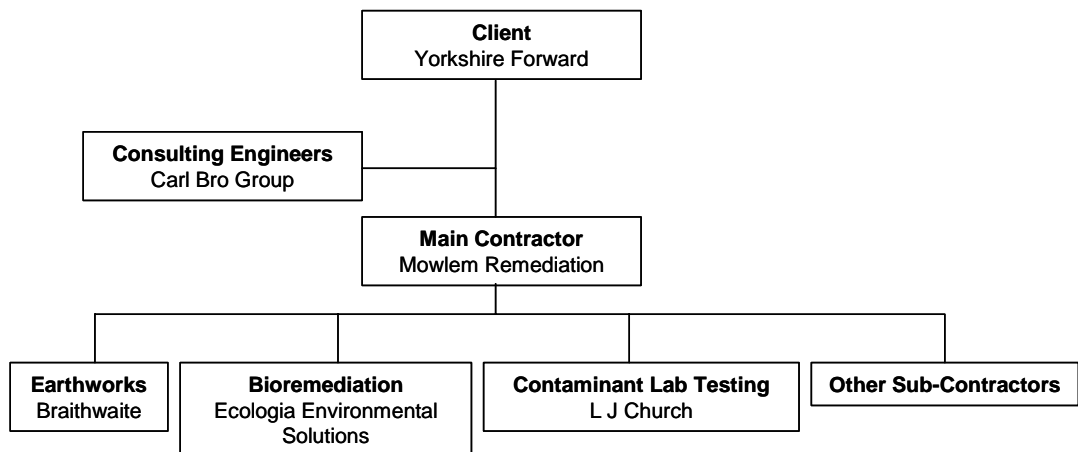 Client
Yorkshire Forward
Consulting Engineers
Carl Bro Group
Main Contractor
Mowlem Remediation
Earthworks
Braithwaite
Bioremediation
Ecologia Environmental
Solutions
Contaminant Lab Testing
L J Church
Other Sub-Contractors